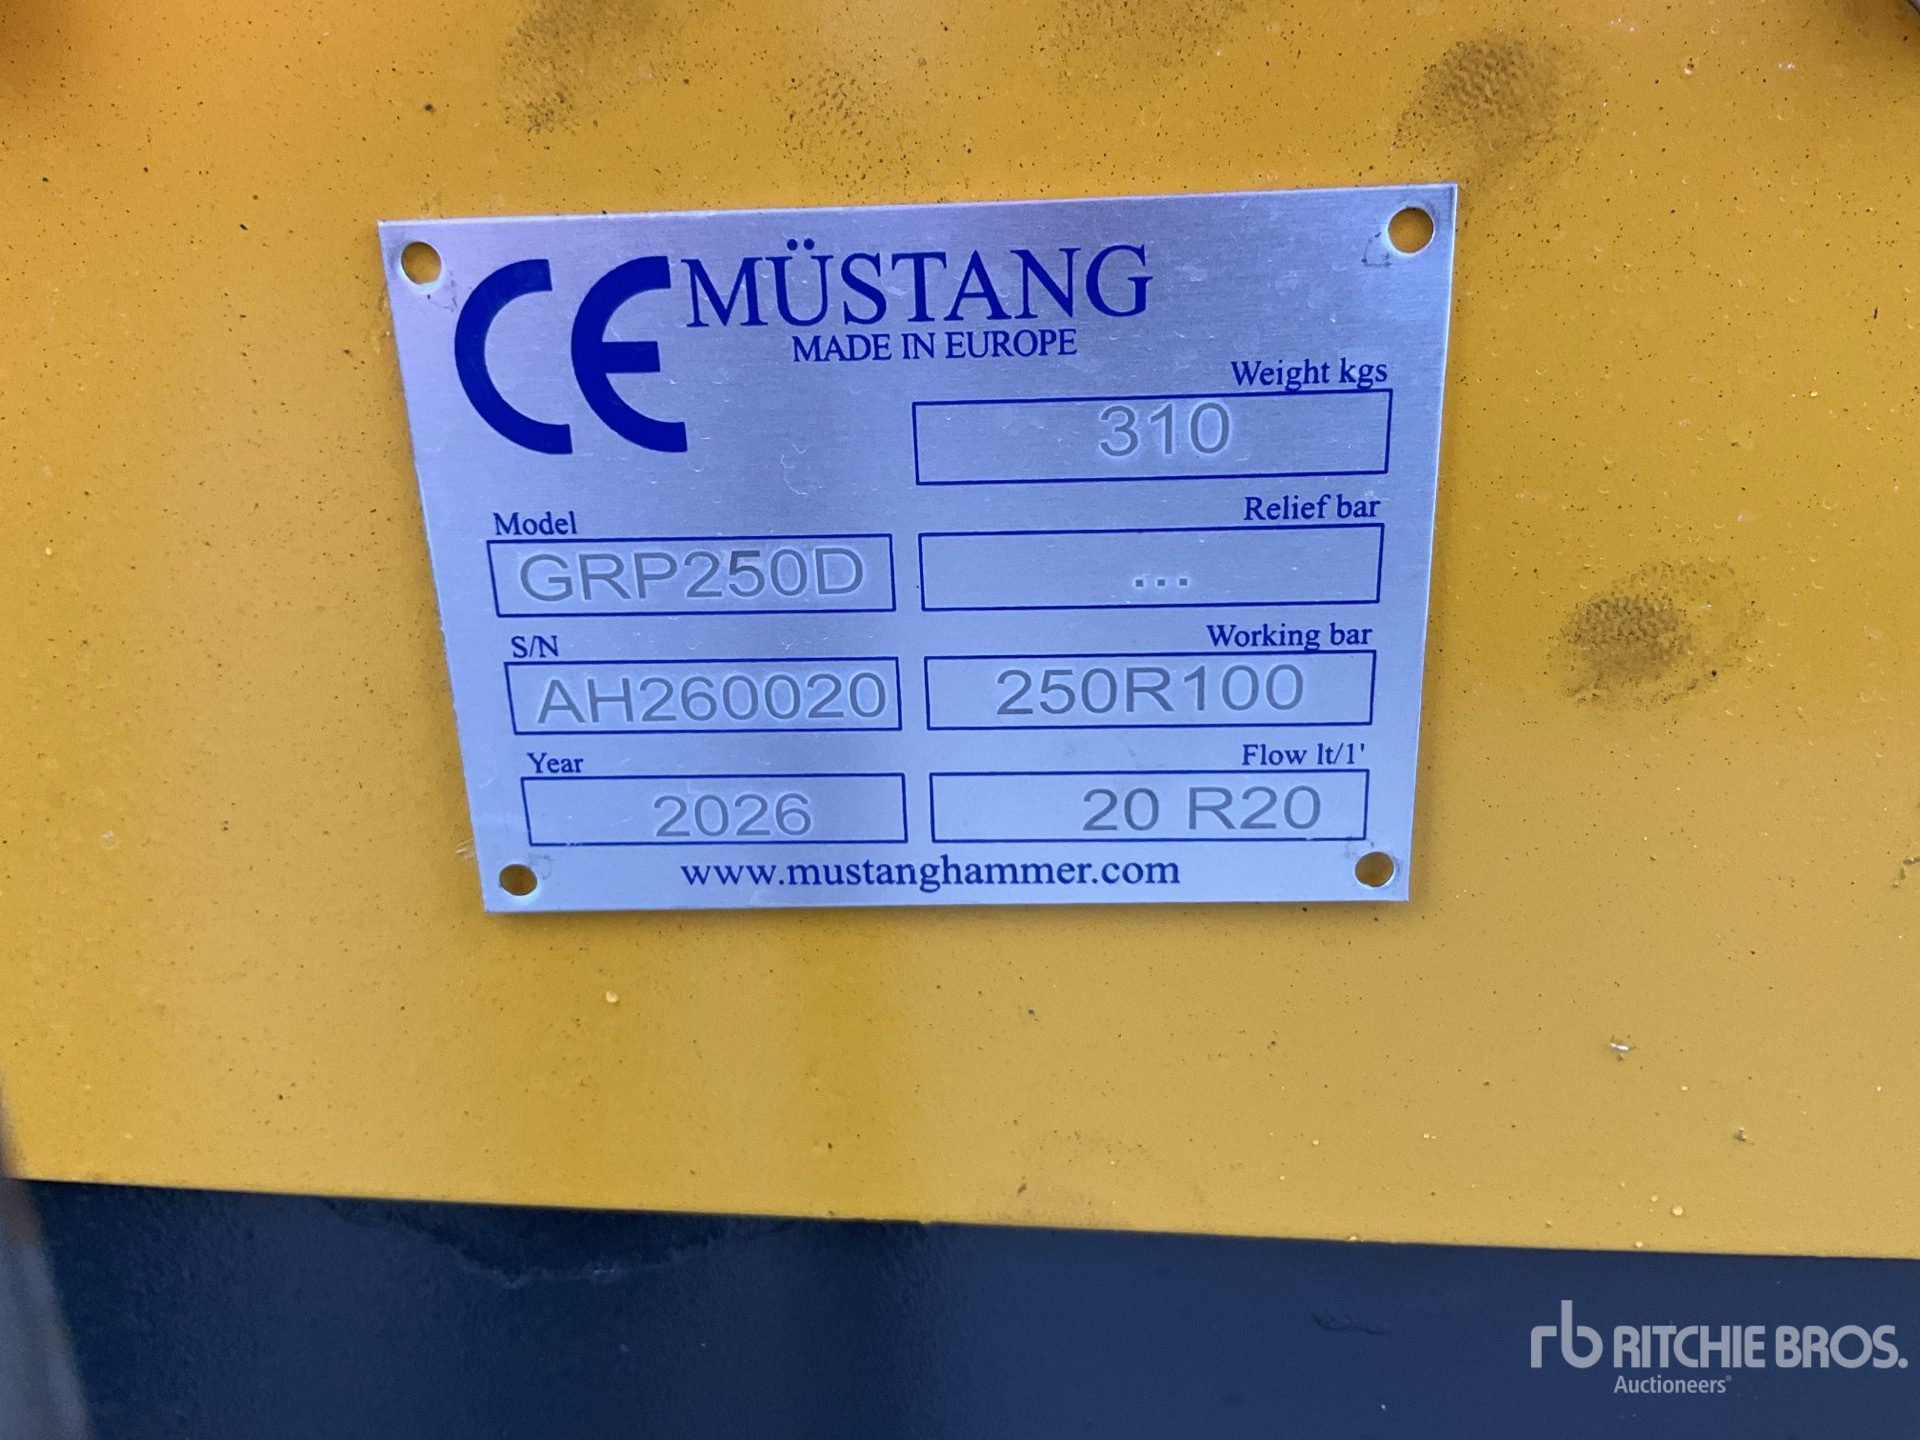 CE MÜSTANG
MADE IN EUROPE
Weight kgs
310
Model
GRP250D
Relief bar
...
S/N
AH260020
Working bar
250R100
Year
2026
Flow lt/1'
20 R20
www.mustanghammer.com
rb RITCHIE BROS.
Auctioneers